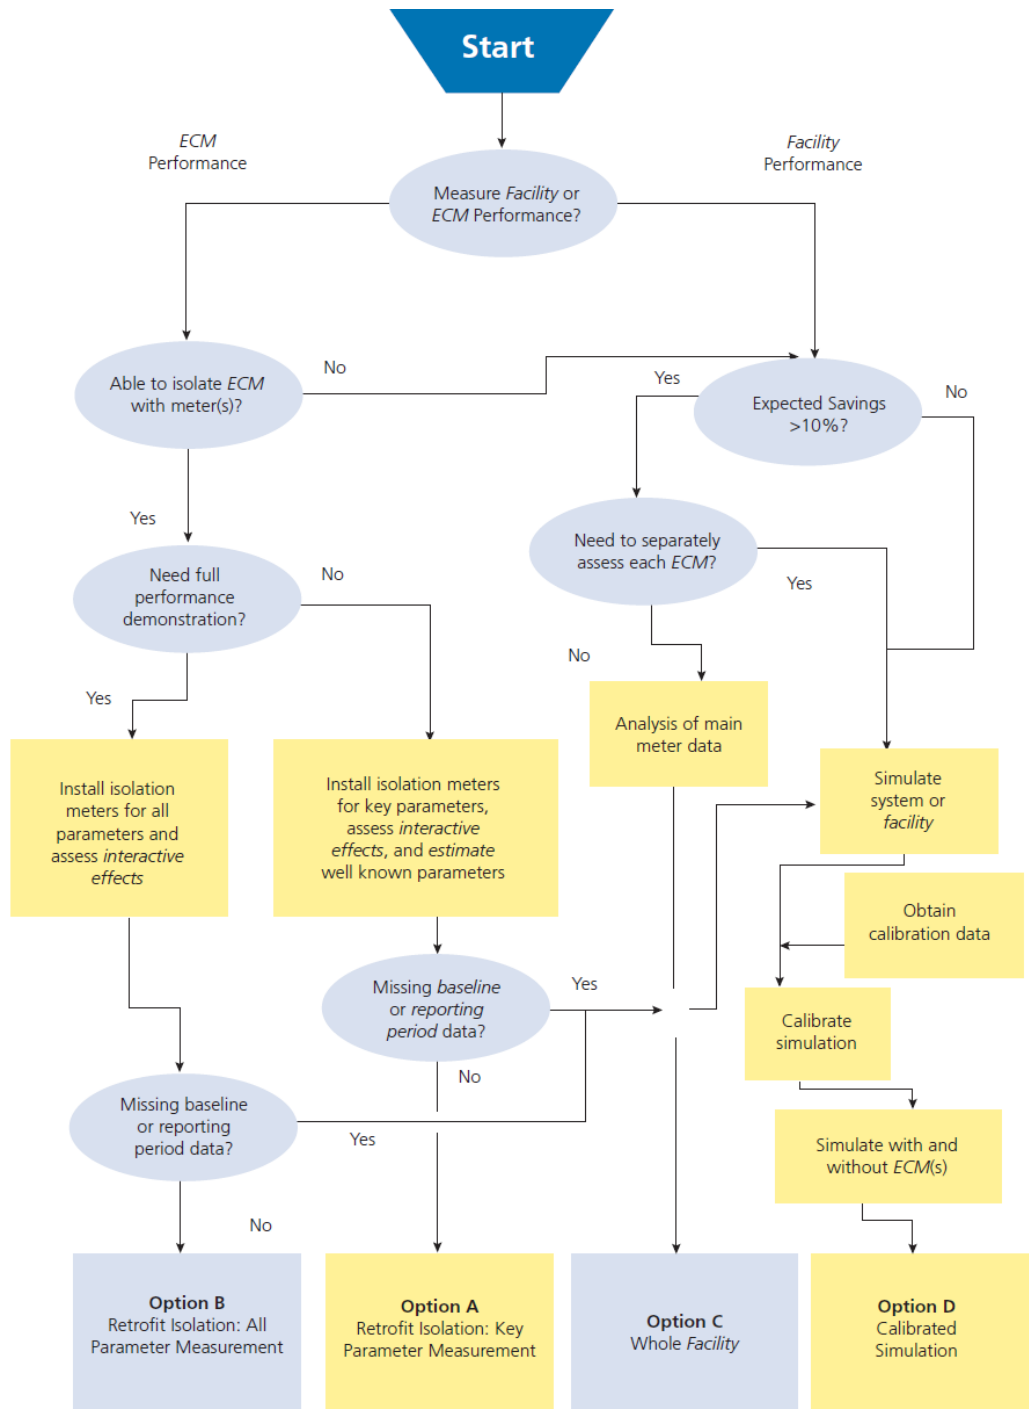 Start
ECM
Performance
Facility
Performance
Measure Facility or
ECM Performance?
Able to isolate ECM
with meter(s)?
No
Yes
Expected Savings
>10%?
No
Yes
Need to separately
assess each ECM?
Yes
No
Need full
performance
demonstration?
No
Yes
Analysis of main
meter data
Install isolation
meters for all
parameters and
assess interactive
effects
Install isolation meters
for key parameters,
assess interactive
effects, and estimate
well known parameters
Simulate
system or
facility
Obtain
calibration data
Missing baseline
or reporting
period data?
Yes
No
Calibrate
simulation
Missing baseline
or reporting
period data?
Yes
No
Simulate with and
without ECM(s)
Option B
Retrofit Isolation: All
Parameter Measurement
Option A
Retrofit Isolation: Key
Parameter Measurement
Option C
Whole Facility
Option D
Calibrated
Simulation